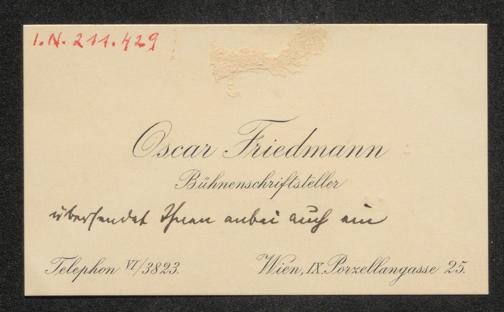 I.N. 211.429
Oscar Friedmann
Bühnenschriftsteller
übersendet Ihnen anbei auch ein
Telephon VI/3823. Wien, IX. Porzellangasse 25.